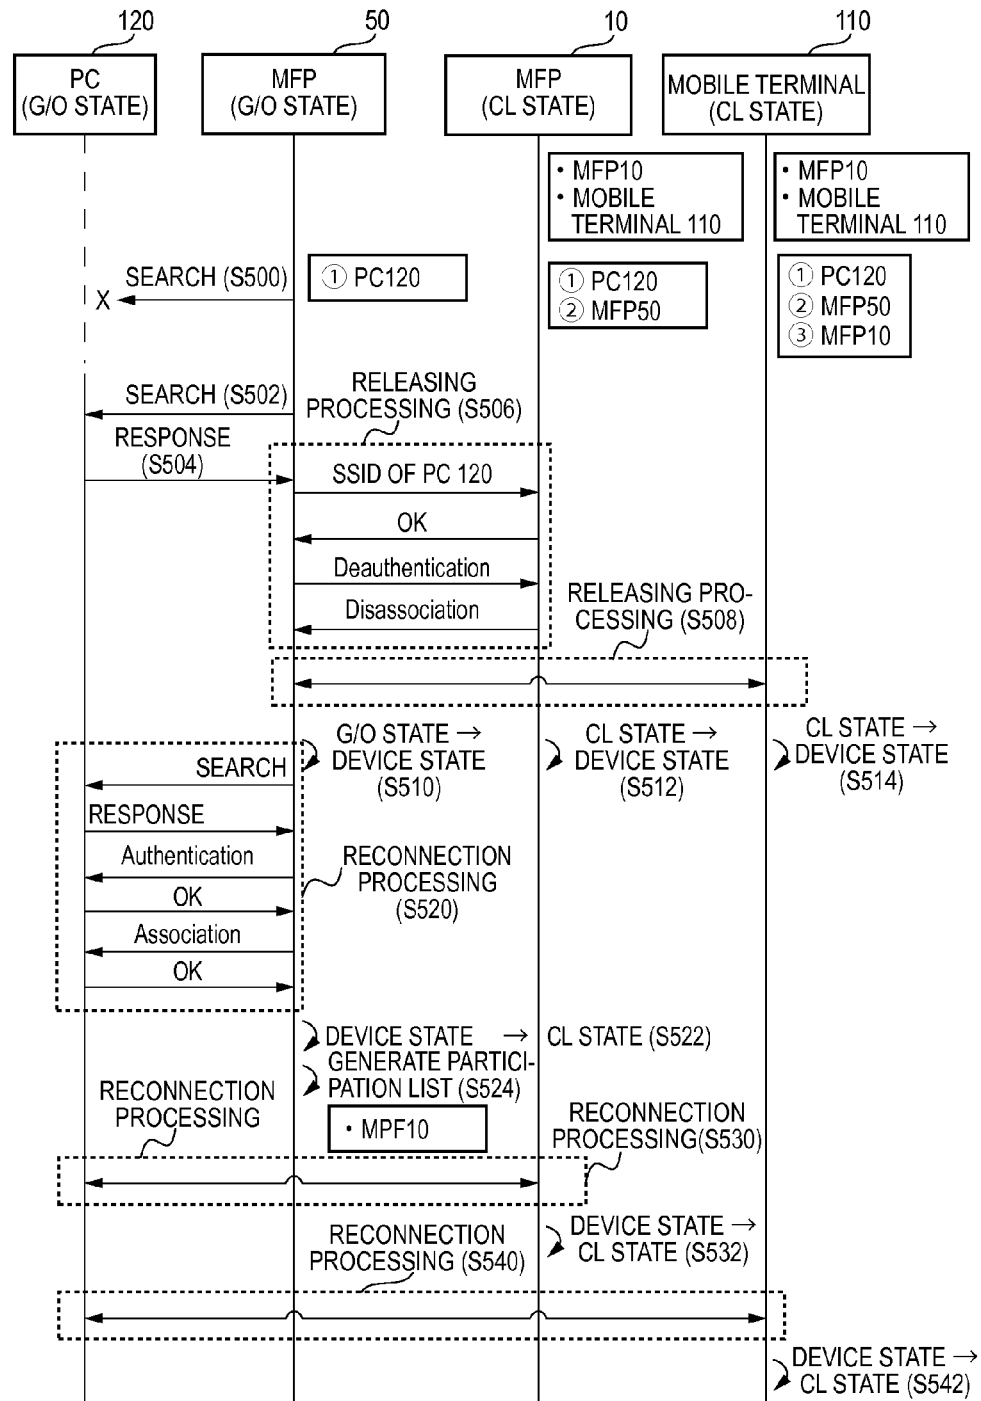 120
50
10
110
PC
(G/O STATE)
MFP
(G/O STATE)
MFP
(CL STATE)
MOBILE TERMINAL
(CL STATE)
• MFP10
• MOBILE
TERMINAL 110
• MFP10
• MOBILE
TERMINAL 110
SEARCH (S500)
X
① PC120
① PC120
② MFP50
① PC120
② MFP50
③ MFP10
SEARCH (S502)
RELEASING
PROCESSING (S506)
RESPONSE
(S504)
SSID OF PC 120
OK
Deauthentication
Disassociation
RELEASING PRO-
CESSING (S508)
G/O STATE →
DEVICE STATE
(S510)
CL STATE →
DEVICE STATE
(S512)
CL STATE →
DEVICE STATE
(S514)
SEARCH
RESPONSE
Authentication
OK
Association
OK
RECONNECTION
PROCESSING
(S520)
DEVICE STATE → CL STATE (S522)
GENERATE PARTICI-
PATION LIST (S524)
• MPF10
RECONNECTION
PROCESSING
RECONNECTION
PROCESSING(S530)
DEVICE STATE →
CL STATE (S532)
RECONNECTION
PROCESSING (S540)
DEVICE STATE →
CL STATE (S542)